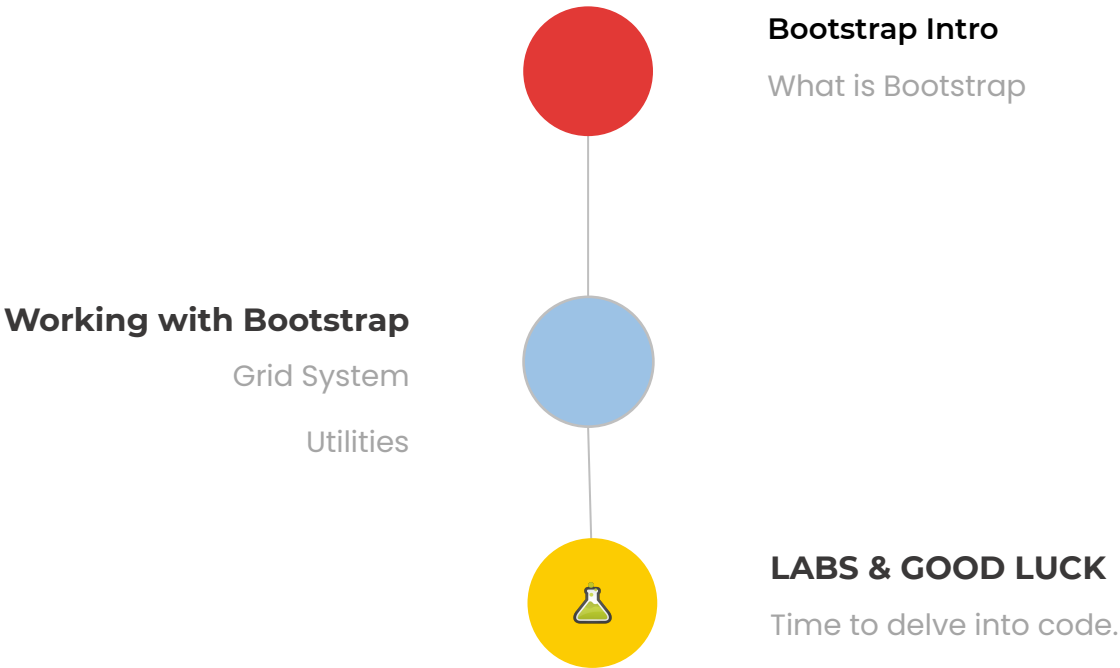 Bootstrap Intro
What is Bootstrap
Working with Bootstrap
Grid System
Utilities
LABS & GOOD LUCK
Time to delve into code.